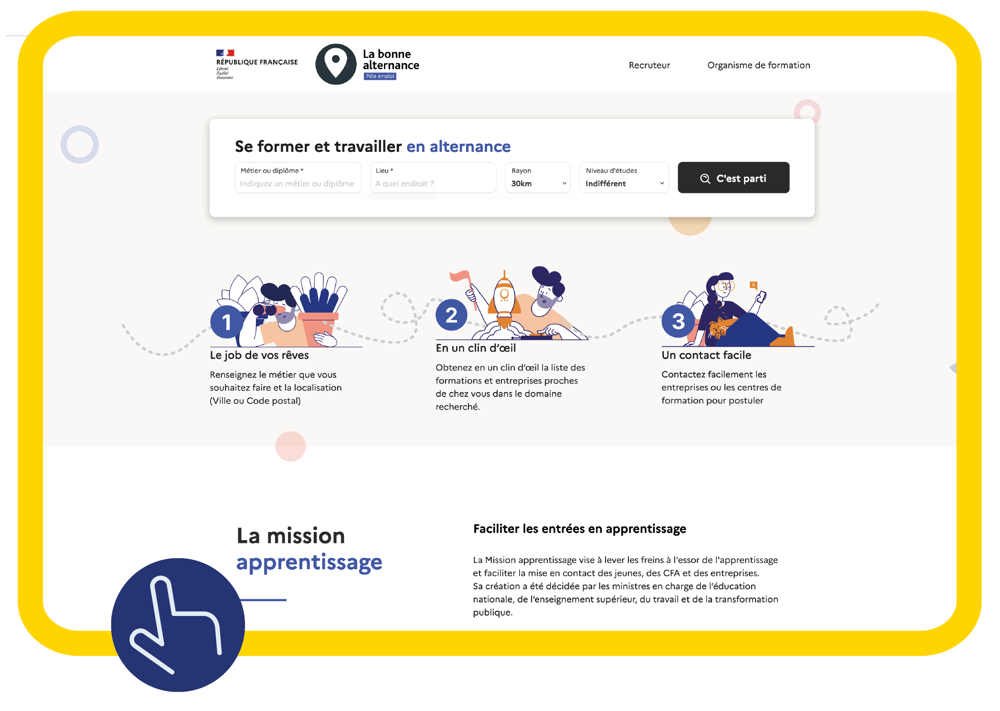 RÉPUBLIQUE FRANÇAISE
Liberté
Égalité
Fraternité
La bonne
alternance
Pôle emploi
Recruteur
Organisme de formation
Se former et travailler en alternance
Métier ou diplôme *
Indiquez un métier ou diplôme
Lieu *
A quel endroit ?
Rayon
30km
Niveau d'études
Indifférent
C'est parti
1
Le job de vos rêves
Renseignez le métier que vous
souhaitez faire et la localisation
(Ville ou Code postal)
2
En un clin d’œil
Obtenez en un clin d’œil la liste des
formations et entreprises proches
de chez vous dans le domaine
recherché.
3
Un contact facile
Contactez facilement les
entreprises ou les centres de
formation pour postuler
La mission
apprentissage
Faciliter les entrées en apprentissage
La Mission apprentissage vise à lever les freins à l'essor de l'apprentissage
et faciliter la mise en contact des jeunes, des CFA et des entreprises.
Sa création a été décidée par les ministres en charge de l’éducation
nationale, de l’enseignement supérieur, du travail et de la transformation
publique.